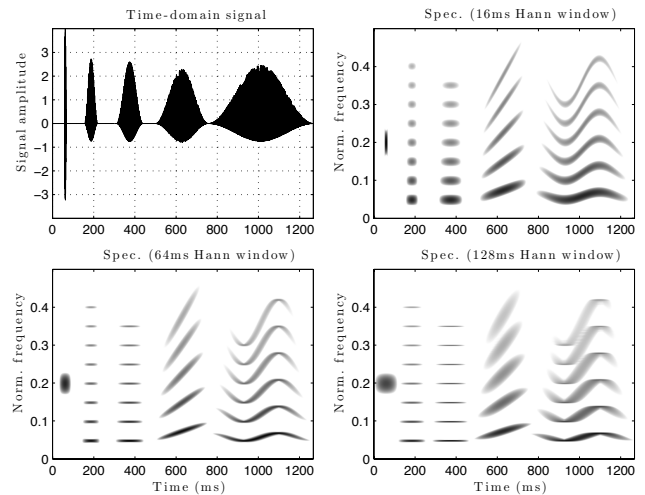 Time-domain signal
Spec. (16ms Hann window)
Signal amplitude
3
2
1
0
−1
−2
−3
0 200 400 600 800 1000 1200
Norm. frequency
0.4
0.3
0.2
0.1
0
0 200 400 600 800 1000 1200
Spec. (64ms Hann window)
Spec. (128ms Hann window)
Norm. frequency
0.4
0.3
0.2
0.1
0
0 200 400 600 800 1000 1200
Time (ms)
Norm. frequency
0.4
0.3
0.2
0.1
0
0 200 400 600 800 1000 1200
Time (ms)